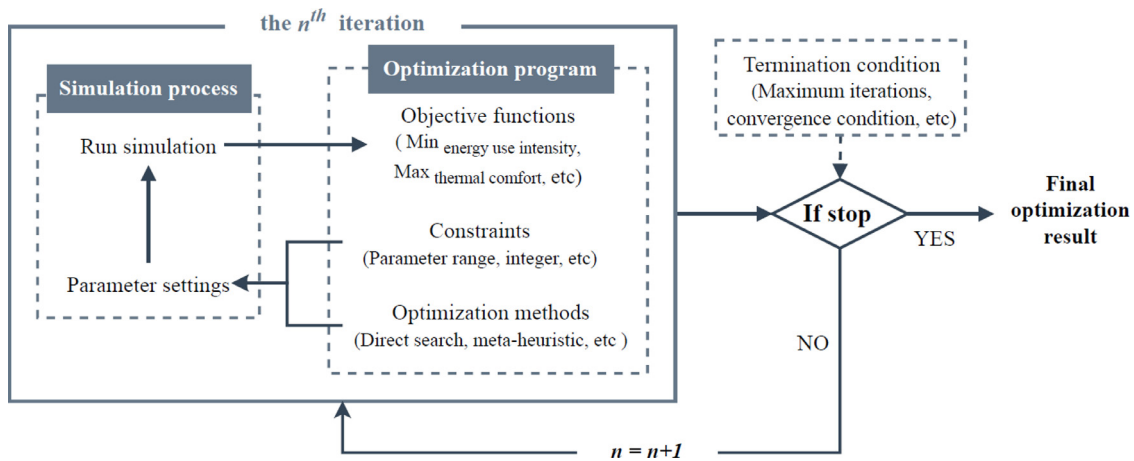 the nth iteration
Simulation process
Run simulation
Parameter settings
Optimization program
Objective functions
( Min energy use intensity,
Max thermal comfort, etc)
Constraints
(Parameter range, integer, etc)
Optimization methods
(Direct search, meta-heuristic, etc )
Termination condition
(Maximum iterations,
convergence condition, etc)
If stop
YES
Final
optimization
result
NO
n = n+1